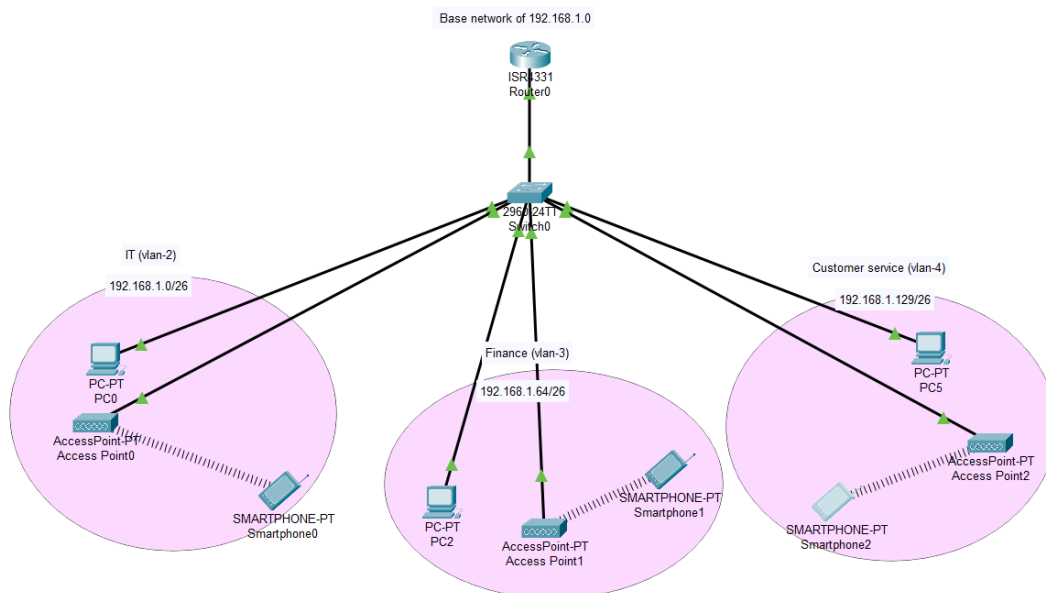 Base network of 192.168.1.0
ISR4331
Router0
2960-24TT
Switch0
IT (vlan-2)
192.168.1.0/26
PC-PT
PC0
AccessPoint-PT
Access Point0
SMARTPHONE-PT
Smartphone0
Finance (vlan-3)
192.168.1.64/26
PC-PT
PC2
AccessPoint-PT
Access Point1
SMARTPHONE-PT
Smartphone1
Customer service (vlan-4)
192.168.1.129/26
PC-PT
PC5
AccessPoint-PT
Access Point2
SMARTPHONE-PT
Smartphone2